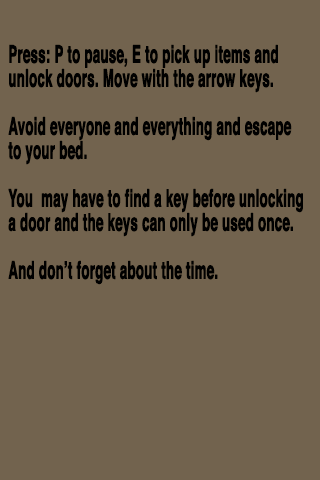 Press: P to pause, E to pick up items and
unlock doors. Move with the arrow keys.
Avoid everyone and everything and escape
to your bed.
You  may have to find a key before unlocking
a door and the keys can only be used once.
And don't forget about the time.